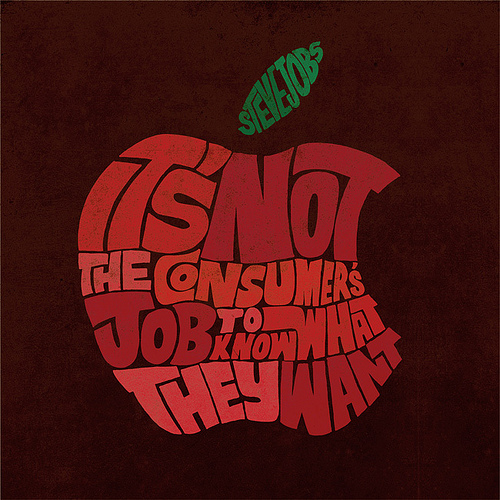 STEVE JOBS
IT'S NOT
THE CONSUMER'S
JOB TO KNOW WHAT
THEY WANT